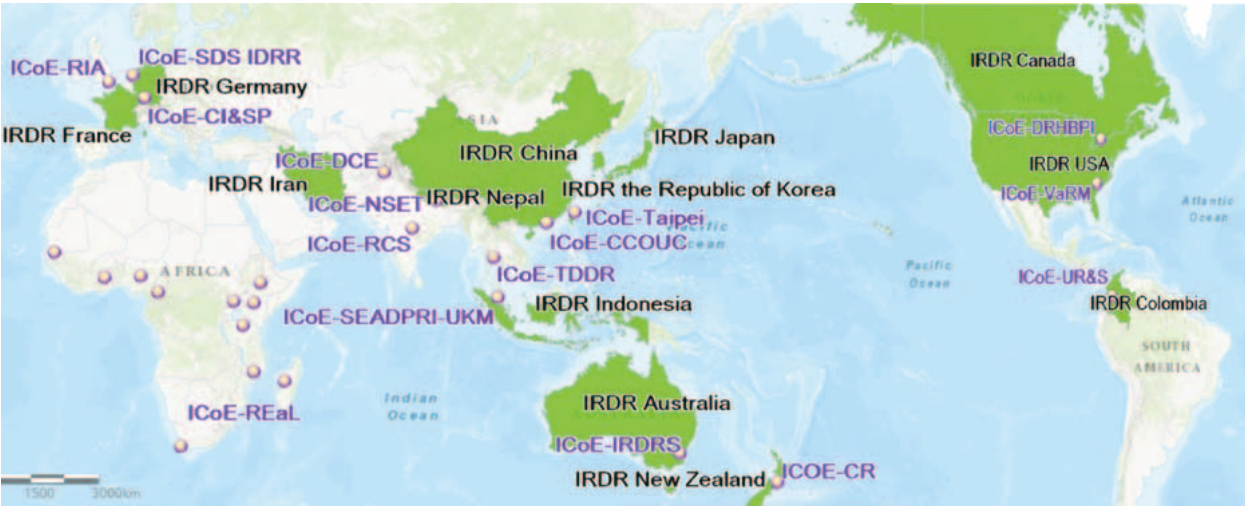 ICoE-SDS IDRR
ICoE-RIA
IRDR Germany
ICoE-CI&SP
IRDR France
IRDR Canada
ICoE-DRHBPI
IRDR USA
ICoE-VaRM
ASIA
IRDR China
IRDR Japan
ICoE-DCE
IRDR Iran
IRDR Nepal
IRDR the Republic of Korea
ICoE-NSET
ICoE-Taipei
Pacific
Ocean
ICoE-CCOUC
ICoE-RCS
Atlantic
Ocean
AFRICA
ICoE-TDDR
Pacific
Ocean
ICoE-UR&S
IRDR Colombia
IRDR Indonesia
ICoE-SEADPRI-UKM
SOUTH
AMERICA
Indian
Ocean
IRDR Australia
ICoE-REaL
ICoE-IRDRS
IRDR New Zealand
ICOE-CR
1500 3000km